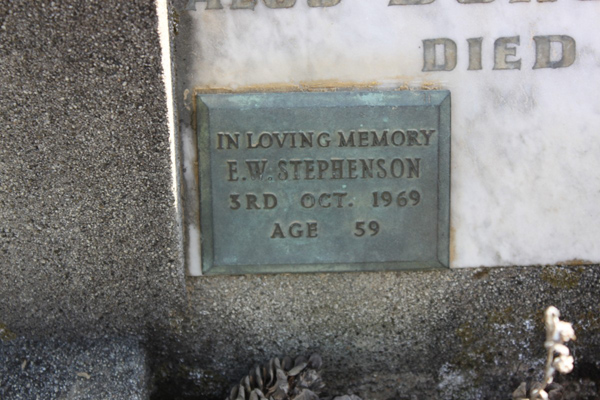 DIED
IN LOVING MEMORY
E.W. STEPHENSON
3RD OCT. 1969
AGE 59